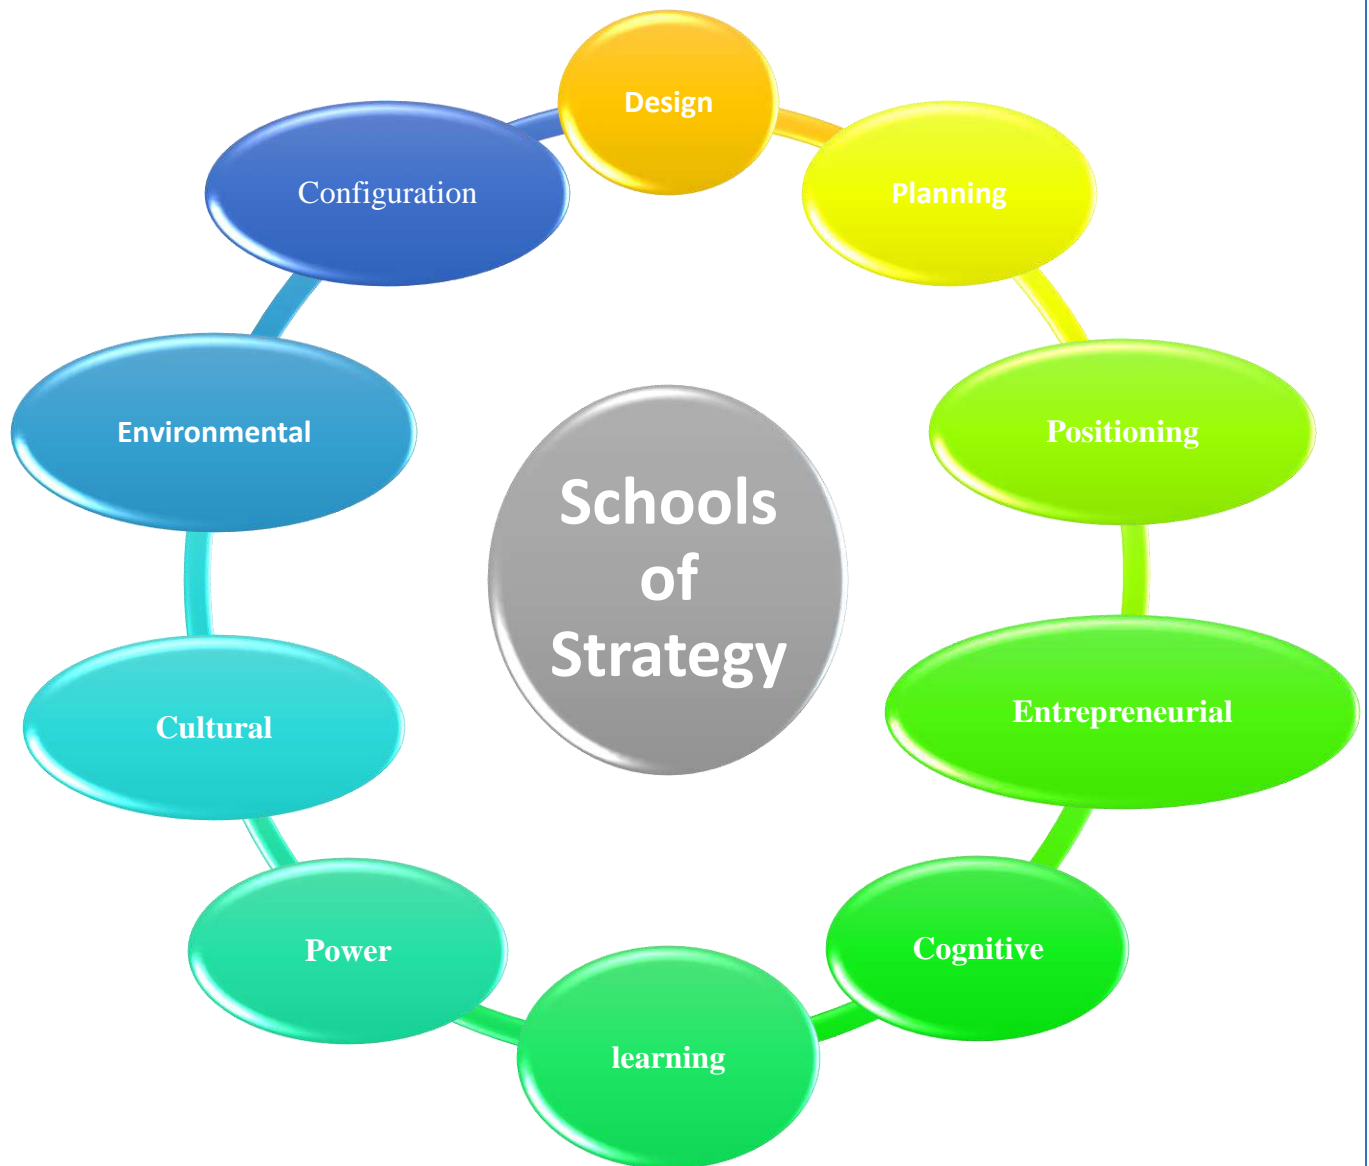 Design
Planning
Positioning
Entrepreneurial
Cognitive
learning
Power
Cultural
Environmental
Configuration
Schools
of
Strategy